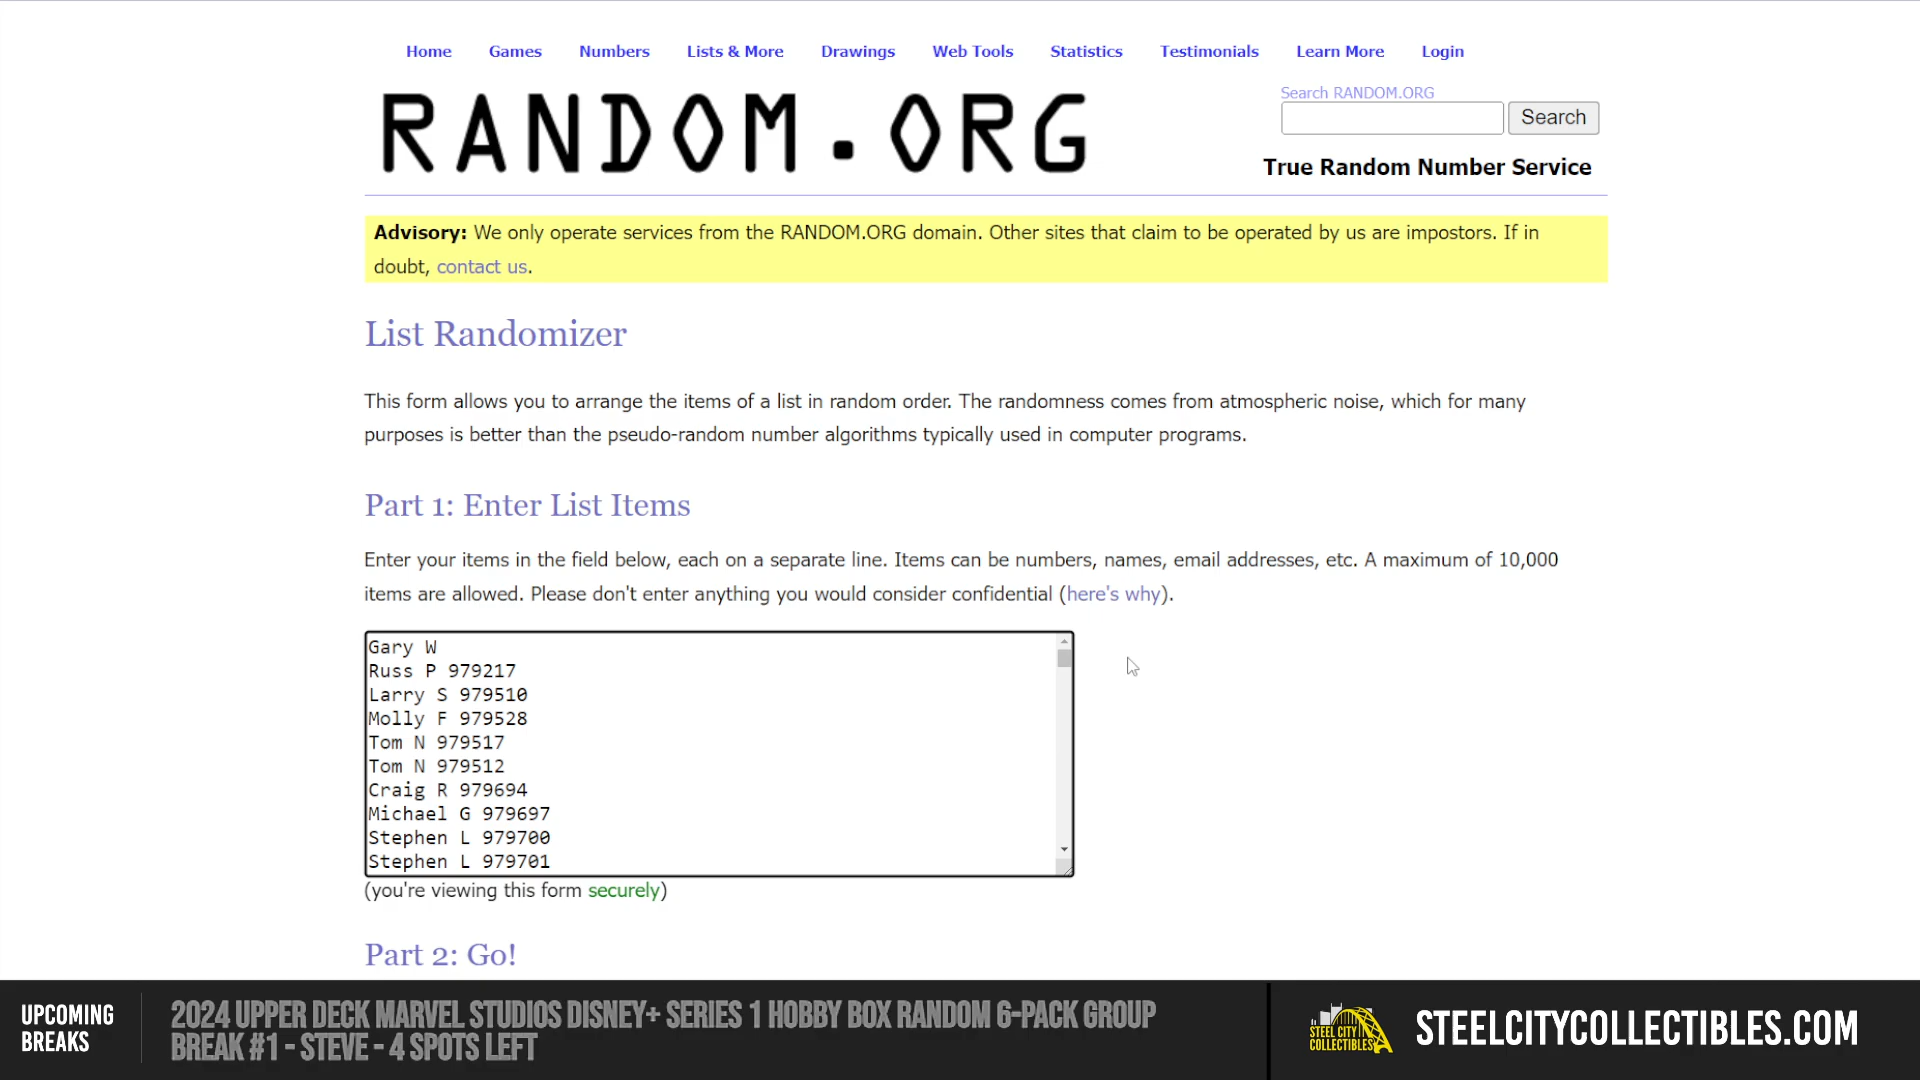 Home Games Numbers Lists & More Drawings Web Tools Statistics Testimonials Learn More Login
RANDOM.ORG
Search RANDOM.ORG
Search
True Random Number Service
Advisory: We only operate services from the RANDOM.ORG domain. Other sites that claim to be operated by us are impostors. If in
doubt, contact us.
List Randomizer
This form allows you to arrange the items of a list in random order. The randomness comes from atmospheric noise, which for many
purposes is better than the pseudo-random number algorithms typically used in computer programs.
Part 1: Enter List Items
Enter your items in the field below, each on a separate line. Items can be numbers, names, email addresses, etc. A maximum of 10,000
items are allowed. Please don't enter anything you would consider confidential (here's why).
Gary W
Russ P 979217
Larry S 979510
Molly F 979528
Tom N 979517
Tom N 979512
Craig R 979694
Michael G 979697
Stephen L 979700
Stephen L 979701
(you're viewing this form securely)
Part 2: Go!
UPCOMING
BREAKS
2024 UPPER DECK MARVEL STUDIOS DISNEY+ SERIES 1 HOBBY BOX RANDOM 6-PACK GROUP
BREAK #1 - STEVE - 4 SPOTS LEFT
STEEL CITY
COLLECTIBLES
STEELCITYCOLLECTIBLES.COM